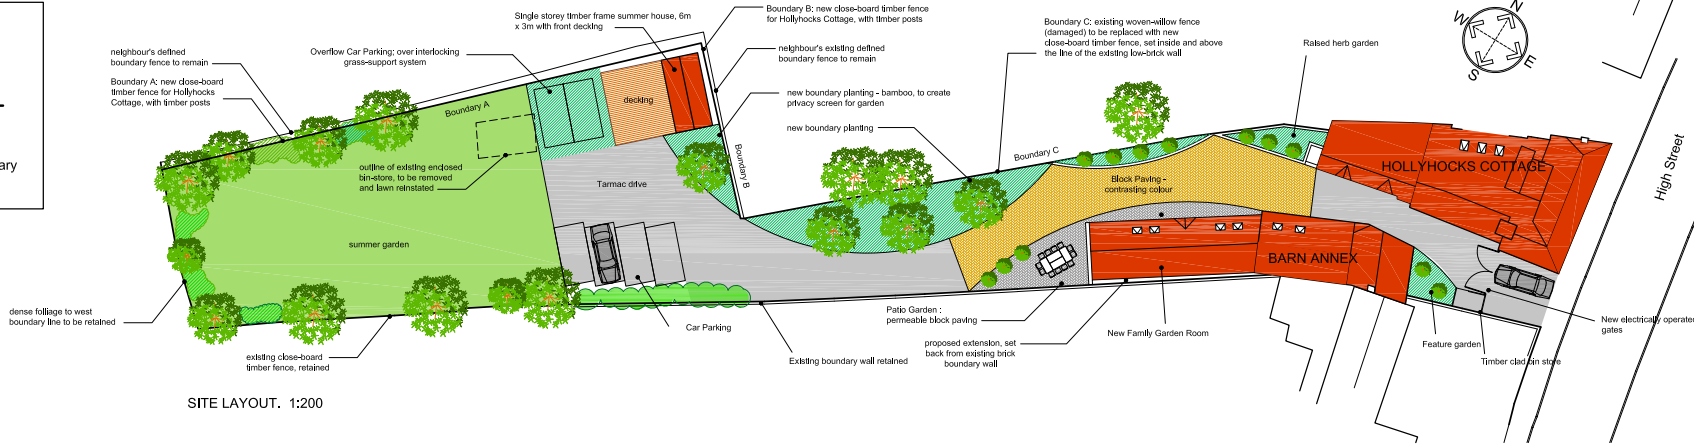 ary
neighbour's defined
boundary fence to remain
Boundary A: new close-board
timber fence for Hollyhocks
Cottage, with timber posts
Overflow Car Parking; over interlocking
grass-support system
Single storey timber frame summer house, 6m
x 3m with front decking
Boundary B: new close-board timber fence
for Hollyhocks Cottage, with timber posts
neighbour's existing defined
boundary fence to remain
new boundary planting - bamboo, to create
privacy screen for garden
new boundary planting
Boundary C: existing woven-willow fence
(damaged) to be replaced with new
close-board timber fence, set inside and above
the line of the existing low-brick wall
Raised herb garden
N
W
E
S
High Street
Boundary A
decking
outline of existing enclosed
bin-store, to be removed
and lawn reinstated
Tarmac drive
Boundary B
Boundary C
Block Paving -
contrasting colour
HOLLYHOCKS COTTAGE
BARN ANNEX
summer garden
dense folliage to west
boundary line to be retained
existing close-board
timber fence, retained
Car Parking
Existing boundary wall retained
Patio Garden :
permeable block paving
proposed extension, set
back from existing brick
boundary wall
New Family Garden Room
Feature garden
Timber clad bin store
New electrically operated
gates
SITE LAYOUT. 1:200